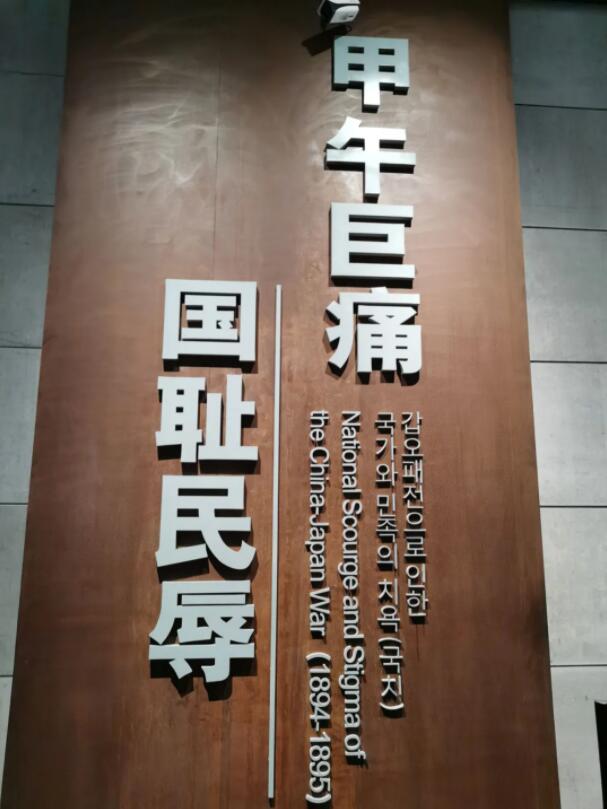 甲午巨痛
国耻民辱
갑오패전으로 인한
국가와 민족의 치욕(국치)
National Scourge and Stigma of
the China-Japan War (1894-1895)